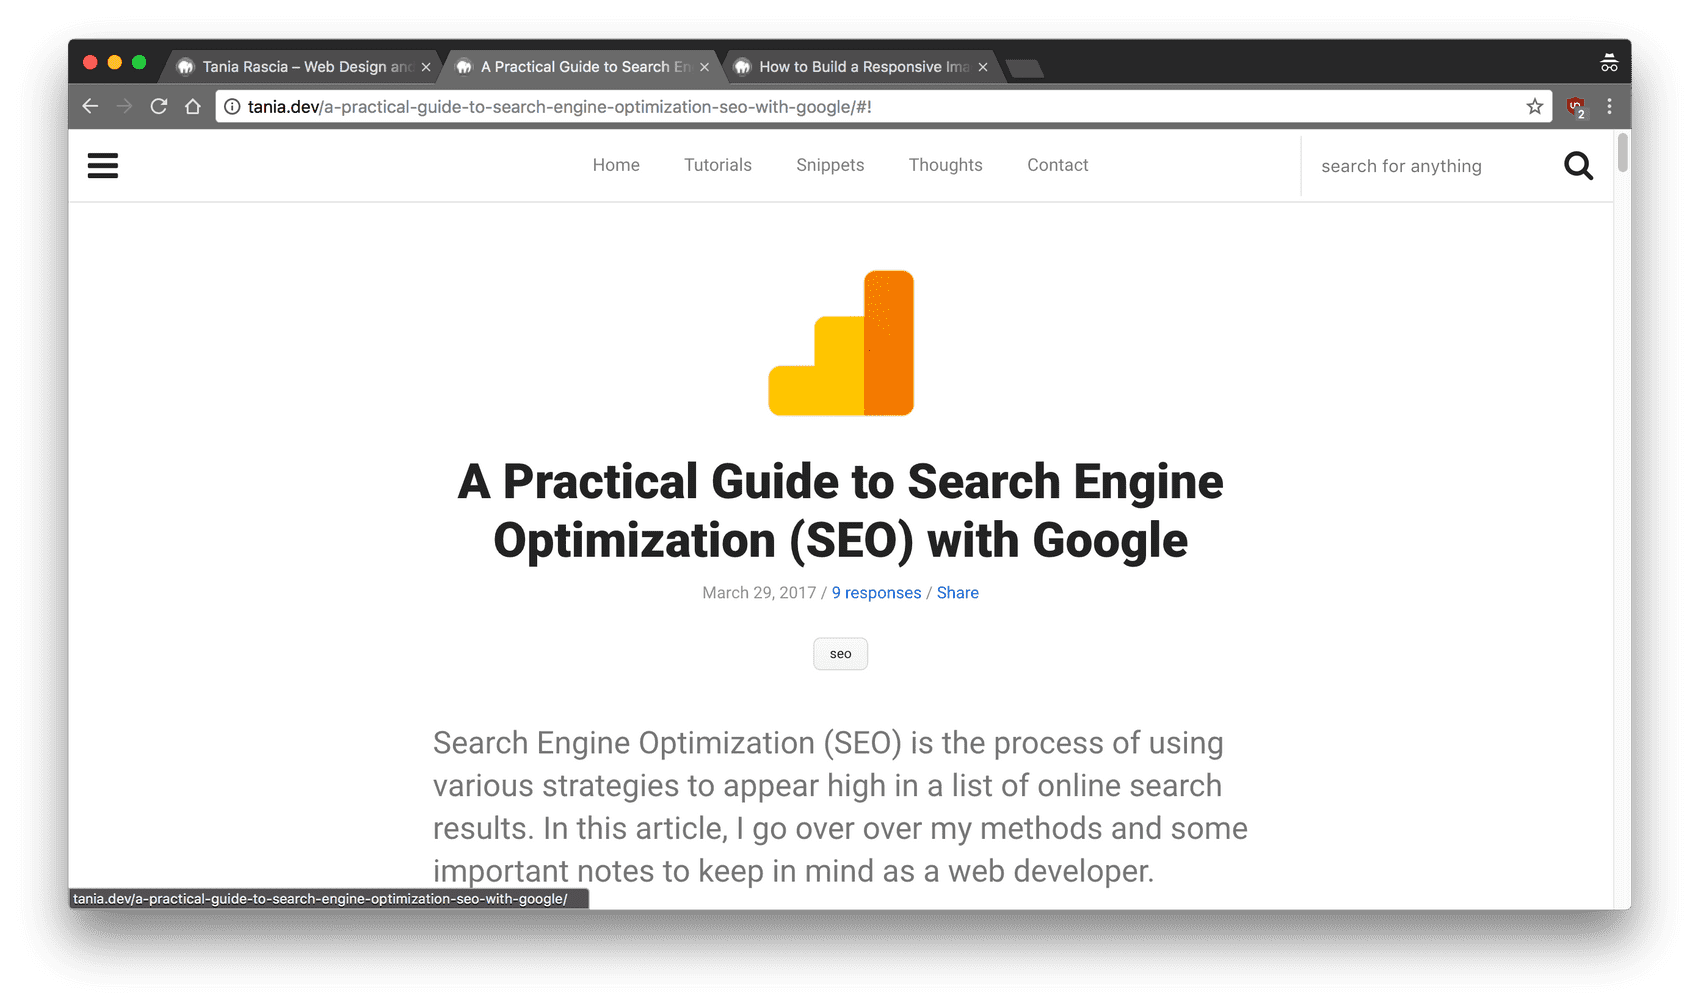 Tania Rascia – Web Design and
A Practical Guide to Search En
How to Build a Responsive Ima
tania.dev/a-practical-guide-to-search-engine-optimization-seo-with-google/#!
2
Home Tutorials Snippets Thoughts Contact
search for anything
A Practical Guide to Search Engine
Optimization (SEO) with Google
March 29, 2017 / 9 responses / Share
seo
Search Engine Optimization (SEO) is the process of using
various strategies to appear high in a list of online search
results. In this article, I go over over my methods and some
important notes to keep in mind as a web developer.
tania.dev/a-practical-guide-to-search-engine-optimization-seo-with-google/